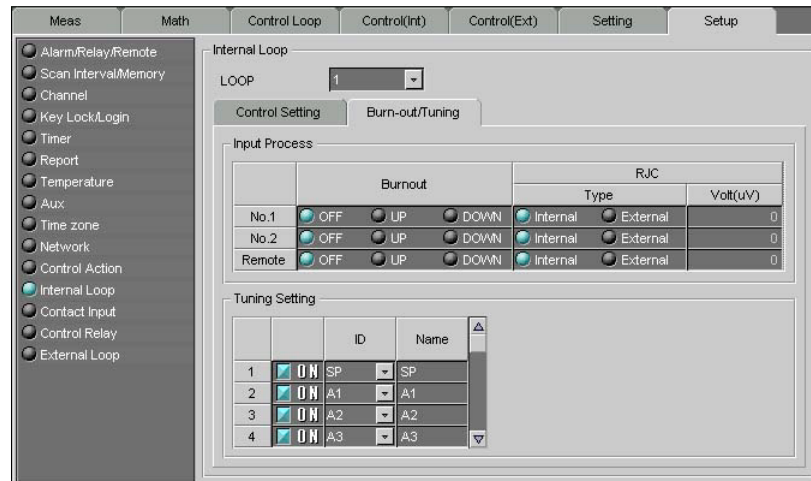 Meas Math Control Loop Control(Int) Control(Ext) Setting Setup
Alarm/Relay/Remote
Scan Interval/Memory
Channel
Key Lock/Login
Timer
Report
Temperature
Aux
Time zone
Network
Control Action
Internal Loop
Contact Input
Control Relay
External Loop
Internal Loop
LOOP 1
Control Setting Burn-out/Tuning
Input Process
Burnout RJC
Type Volt(uV)
No.1 OFF UP DOWN Internal External 0
No.2 OFF UP DOWN Internal External 0
Remote OFF UP DOWN Internal External 0
Tuning Setting
ID Name
1 ON SP SP
2 ON A1 A1
3 ON A2 A2
4 ON A3 A3